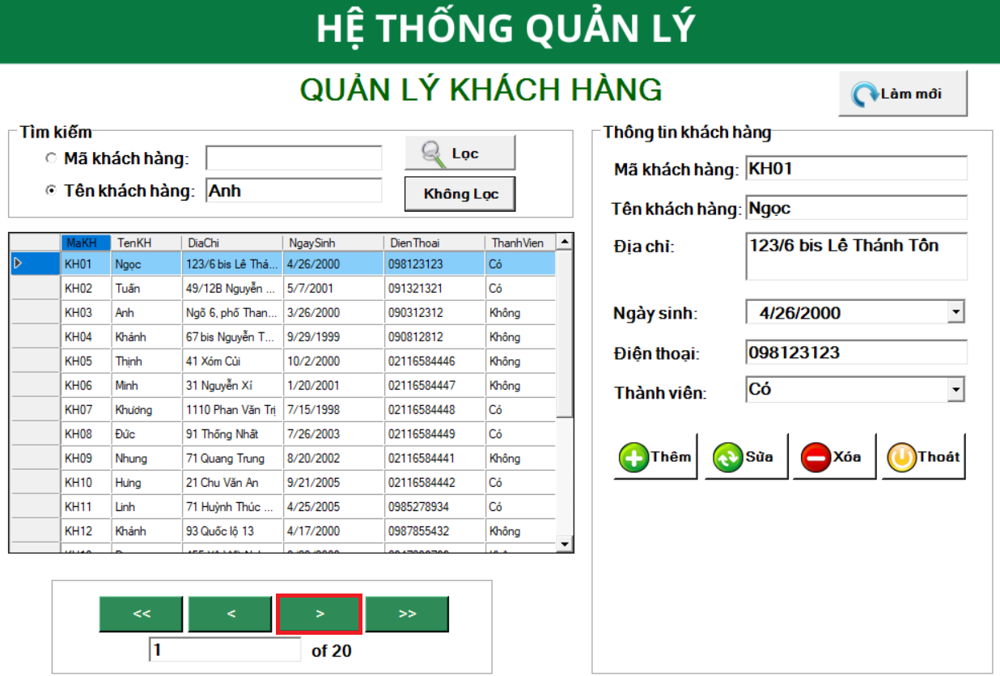 HỆ THỐNG QUẢN LÝ
QUẢN LÝ KHÁCH HÀNG
Làm mới
Tìm kiếm
Mã khách hàng:
Lọc
Tên khách hàng: Anh
Không Lọc
MaKH TenKH DiaChi NgaySinh DienThoai ThanhVien
KH01 Ngọc 123/6 bis Lê Thá... 4/26/2000 098123123 Có
KH02 Tuấn 49/12B Nguyễn ... 5/7/2001 091321321 Có
KH03 Anh Ngõ 6, phố Than... 3/26/2000 090312312 Không
KH04 Khánh 67 bis Nguyễn T... 9/29/1999 090812812 Không
KH05 Thịnh 41 Xóm Củi 10/2/2000 02116584446 Không
KH06 Minh 31 Nguyễn Xí 1/20/2001 02116584447 Không
KH07 Khương 1110 Phan Văn Trị 7/15/1998 02116584448 Có
KH08 Đức 91 Thống Nhất 7/26/2003 02116584449 Có
KH09 Nhung 71 Quang Trung 8/20/2002 02116584441 Không
KH10 Hưng 21 Chu Văn An 9/21/2005 02116584442 Có
KH11 Linh 71 Huỳnh Thúc ... 4/25/2005 0985278934 Có
KH12 Khánh 93 Quốc lộ 13 4/17/2000 0987855432 Không
<< < > >>
1 of 20
Thông tin khách hàng
Mã khách hàng: KH01
Tên khách hàng: Ngọc
Địa chỉ: 123/6 bis Lê Thánh Tôn
Ngày sinh: 4/26/2000
Điện thoại: 098123123
Thành viên: Có
Thêm Sửa Xóa Thoát